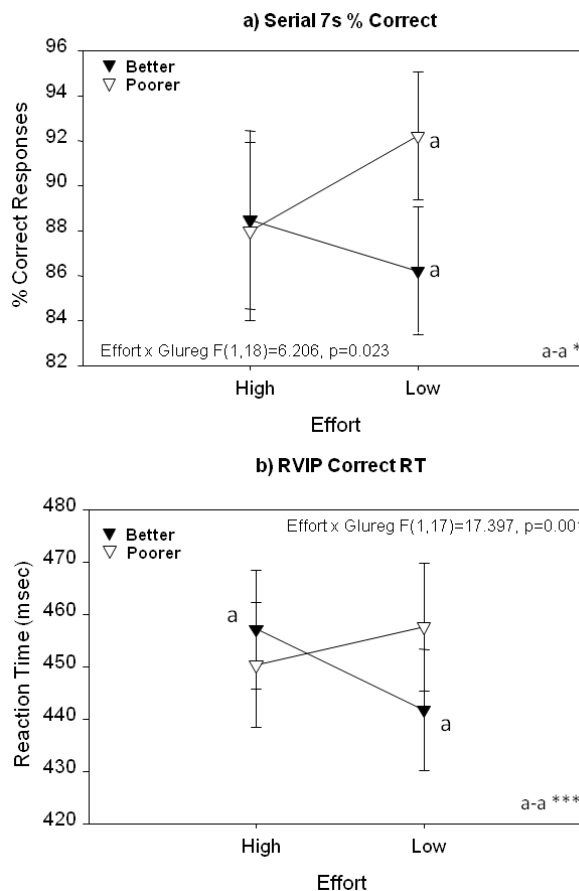 a) Serial 7s % Correct
96
94
92
90
88
86
84
82
% Correct Responses
Better
Poorer
a
a
Effort x Glureg F(1,18)=6.206, p=0.023
a-a *
High
Low
Effort
b) RVIP Correct RT
480
470
460
450
440
430
420
Reaction Time (msec)
Better
Poorer
Effort x Glureg F(1,17)=17.397, p=0.001
a
a
a-a ***
High
Low
Effort